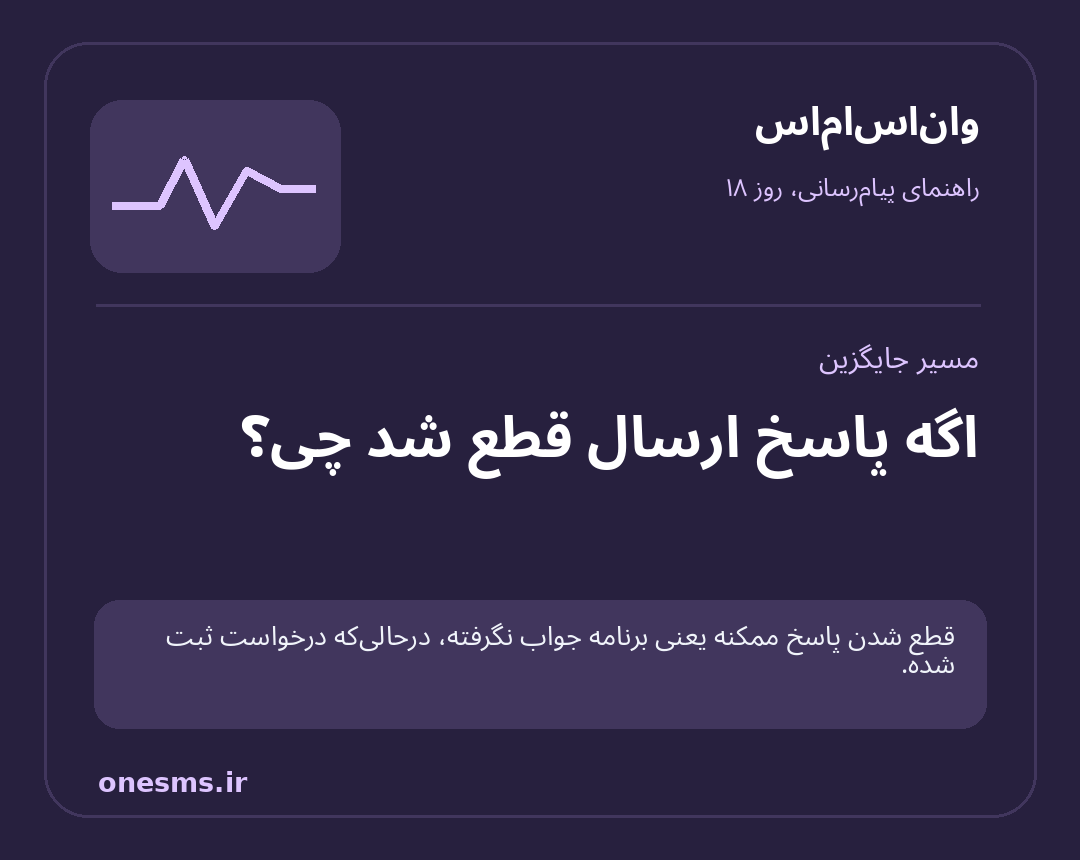 وان‌اس‌ام‌اس
راهنمای پیام‌رسانی، روز ۱۸
مسیر جایگزین
اگه پاسخ ارسال قطع شد چی؟
قطع شدن پاسخ ممکنه یعنی برنامه جواب نگرفته، درحالی‌که درخواست ثبت
شده.
onesms.ir